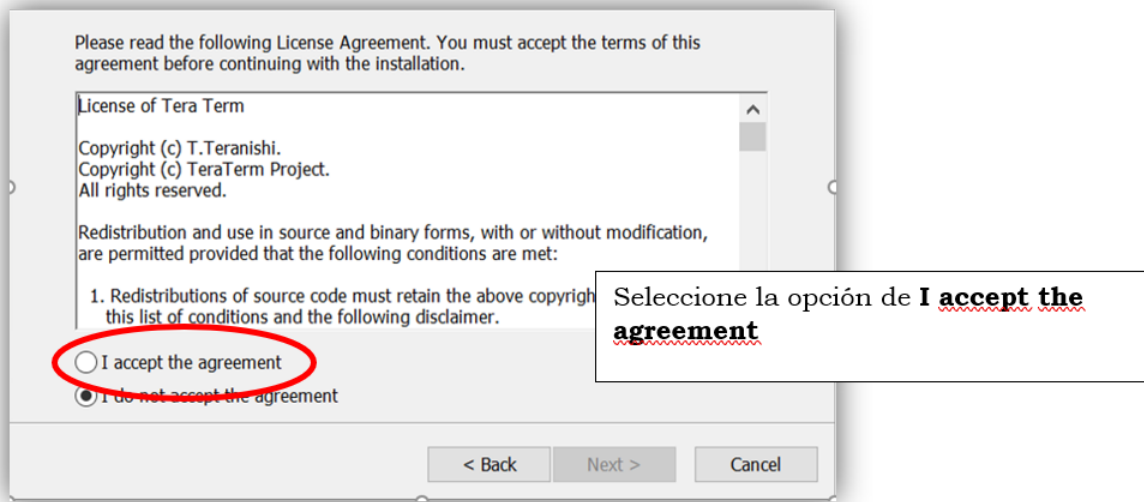 Please read the following License Agreement. You must accept the terms of this
agreement before continuing with the installation.
License of Tera Term
Copyright (c) T.Teranishi.
Copyright (c) TeraTerm Project.
All rights reserved.
Redistribution and use in source and binary forms, with or without modification,
are permitted provided that the following conditions are met:
1. Redistributions of source code must retain the above copyrigh
this list of conditions and the following disclaimer.
Seleccione la opción de I accept the
agreement
I accept the agreement
I do not accept the agreement
< Back
Next >
Cancel